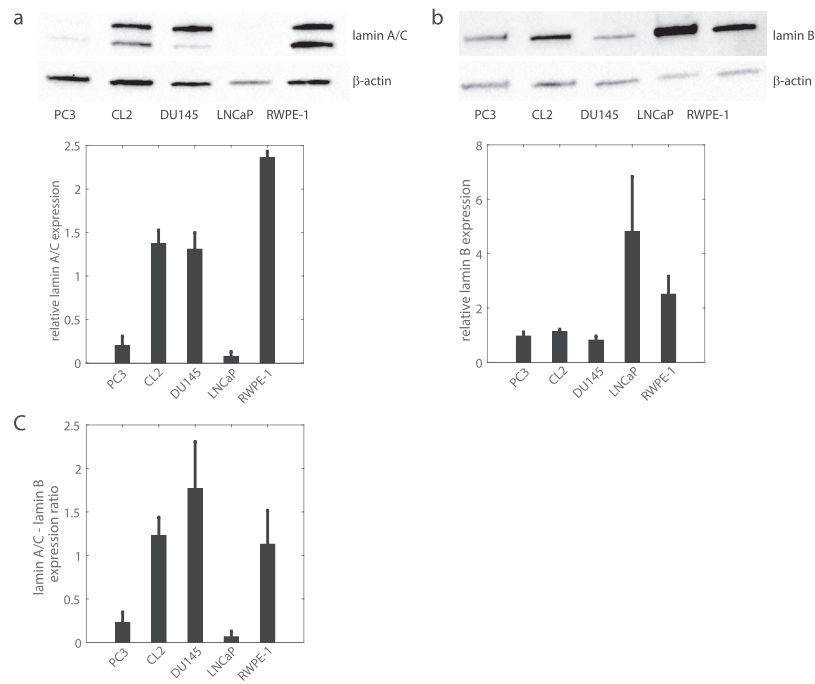 a
lamin A/C
β-actin
PC3 CL2 DU145 LNCaP RWPE-1
relative lamin A/C expression
2.5
2
1.5
1
0.5
0
PC3 CL2 DU145 LNCaP RWPE-1
b
lamin B
β-actin
PC3 CL2 DU145 LNCaP RWPE-1
relative lamin B expression
8
6
4
2
0
PC3 CL2 DU145 LNCaP RWPE-1
C
lamin A/C - lamin B
expression ratio
2.5
2
1.5
1
0.5
0
PC3 CL2 DU145 LNCaP RWPE-1